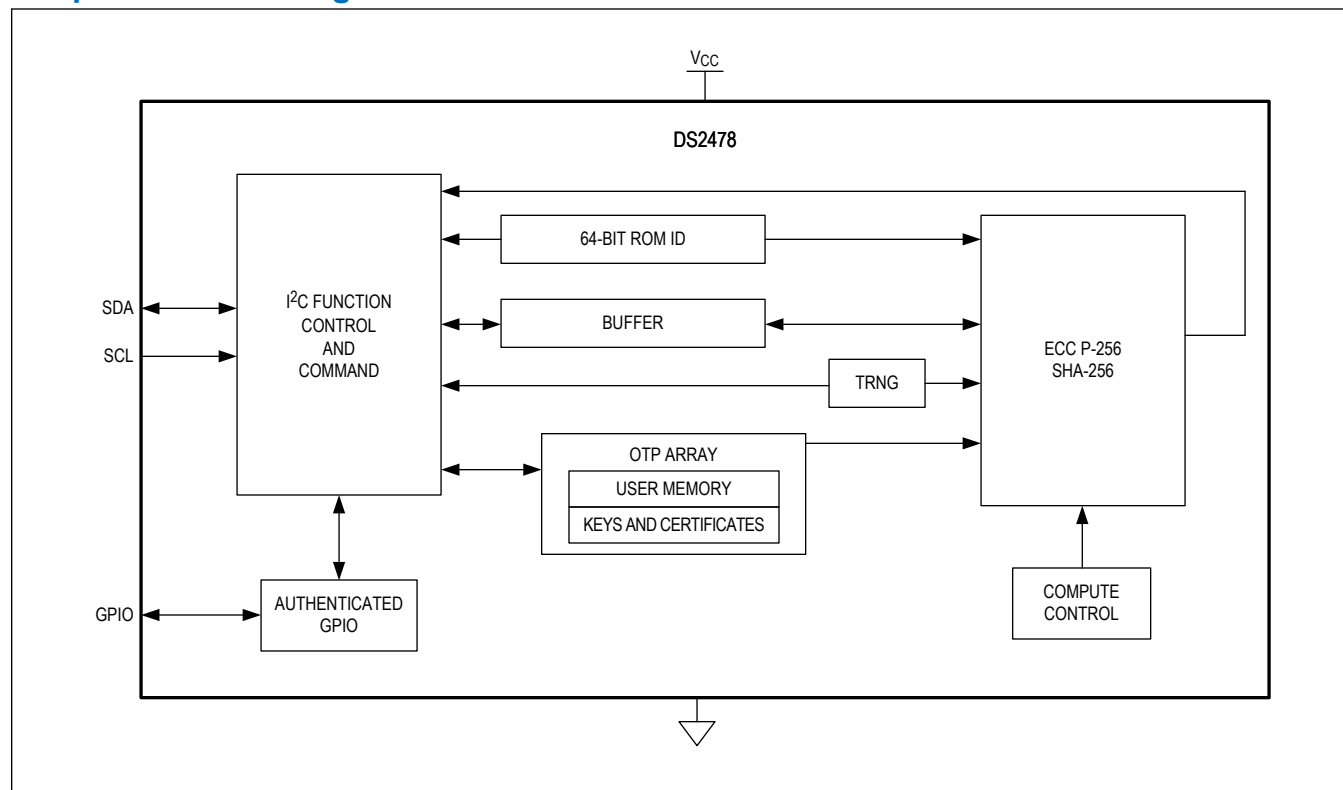 VCC
DS2478
64-BIT ROM ID
I2C FUNCTION
CONTROL
AND
COMMAND
SDA
SCL
BUFFER
ECC P-256
SHA-256
TRNG
OTP ARRAY
USER MEMORY
KEYS AND CERTIFICATES
GPIO
AUTHENTICATED
GPIO
COMPUTE
CONTROL